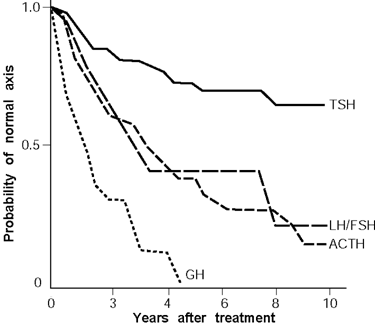 1.0
TSH
Probability of normal axis
0.5
LH/FSH
ACTH
GH
0
0 3 4 6 8 10
Years after treatment